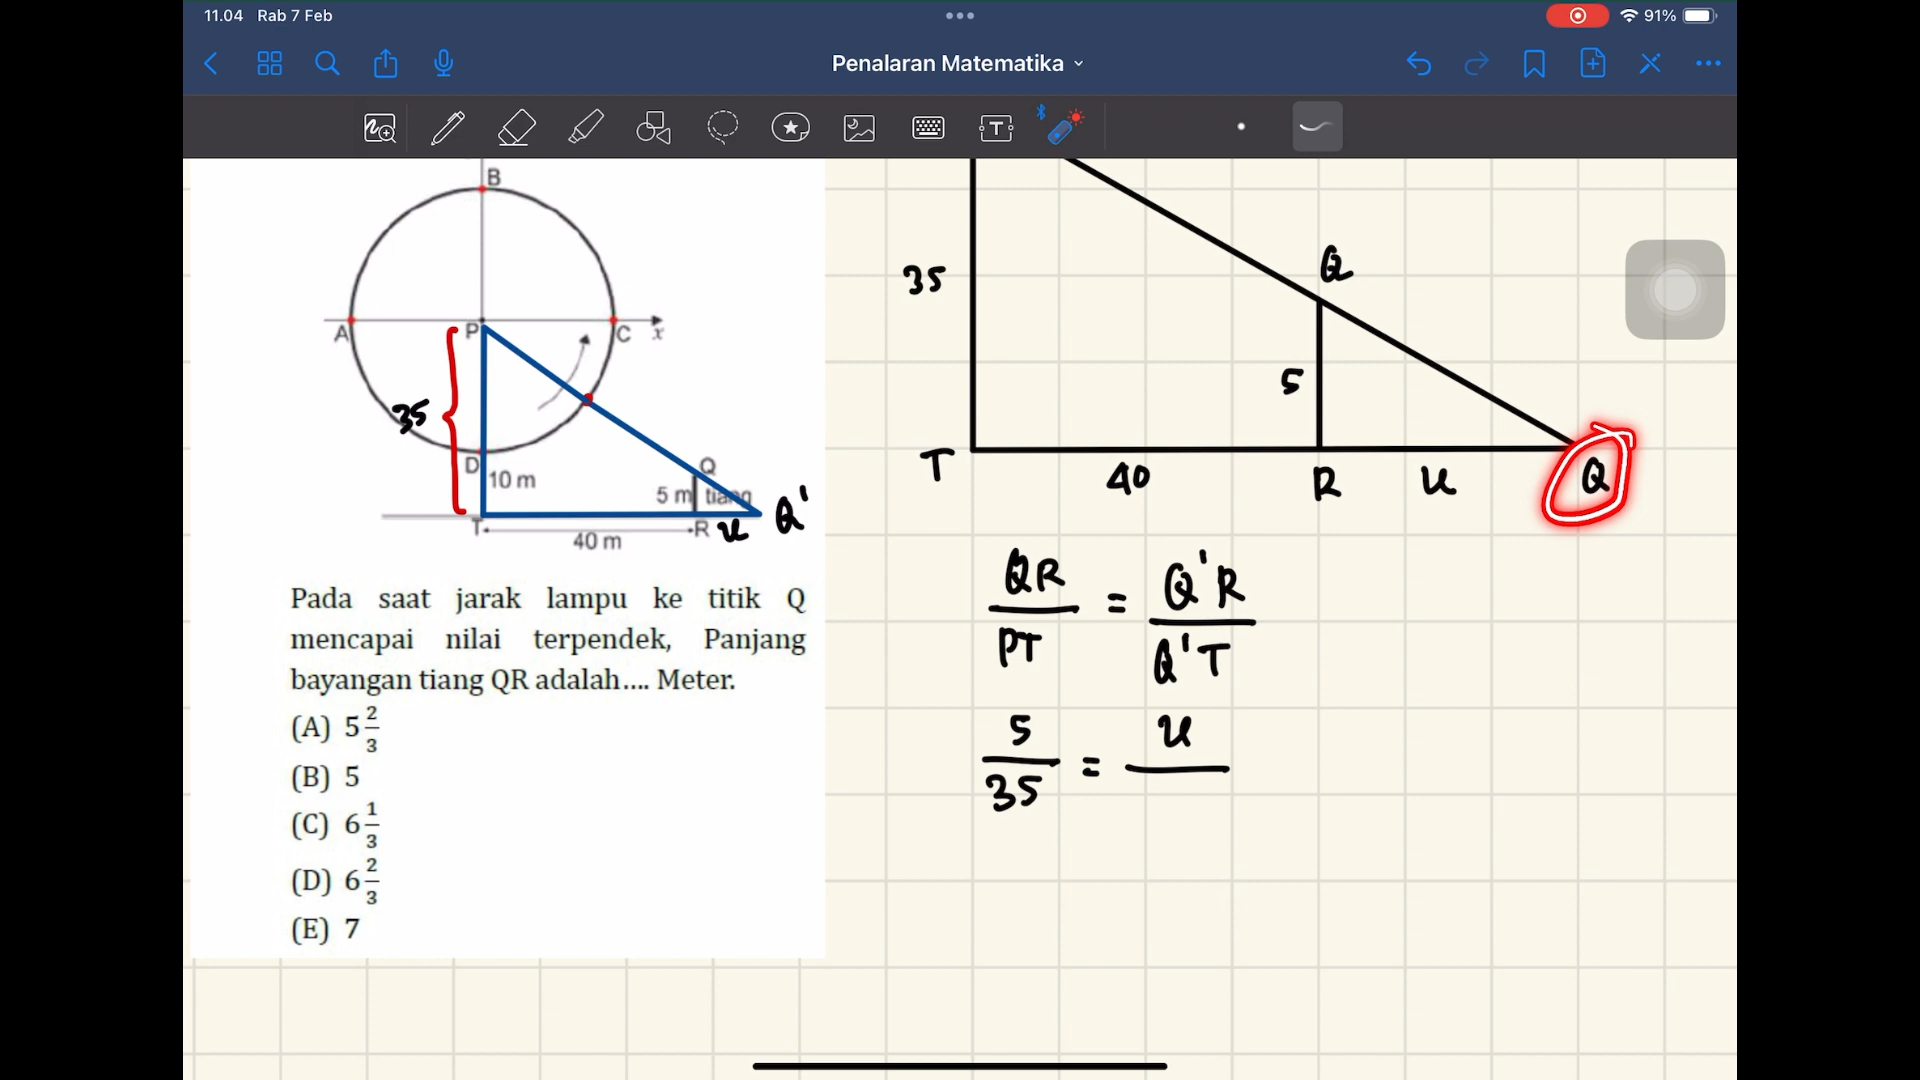 11.04 Rab 7 Feb
91%
Penalaran Matematika
B
A
P
C
x
35
D
10 m
Q
5 m
tiang
Q'
T
R
u
40 m
Pada saat jarak lampu ke titik Q
mencapai nilai terpendek, Panjang
bayangan tiang QR adalah.... Meter.
(A) 5 2/3
(B) 5
(C) 6 1/3
(D) 6 2/3
(E) 7
35
Q
5
T
40
R
u
Q
QR/PT = Q'R/Q'T
5/35 = u/